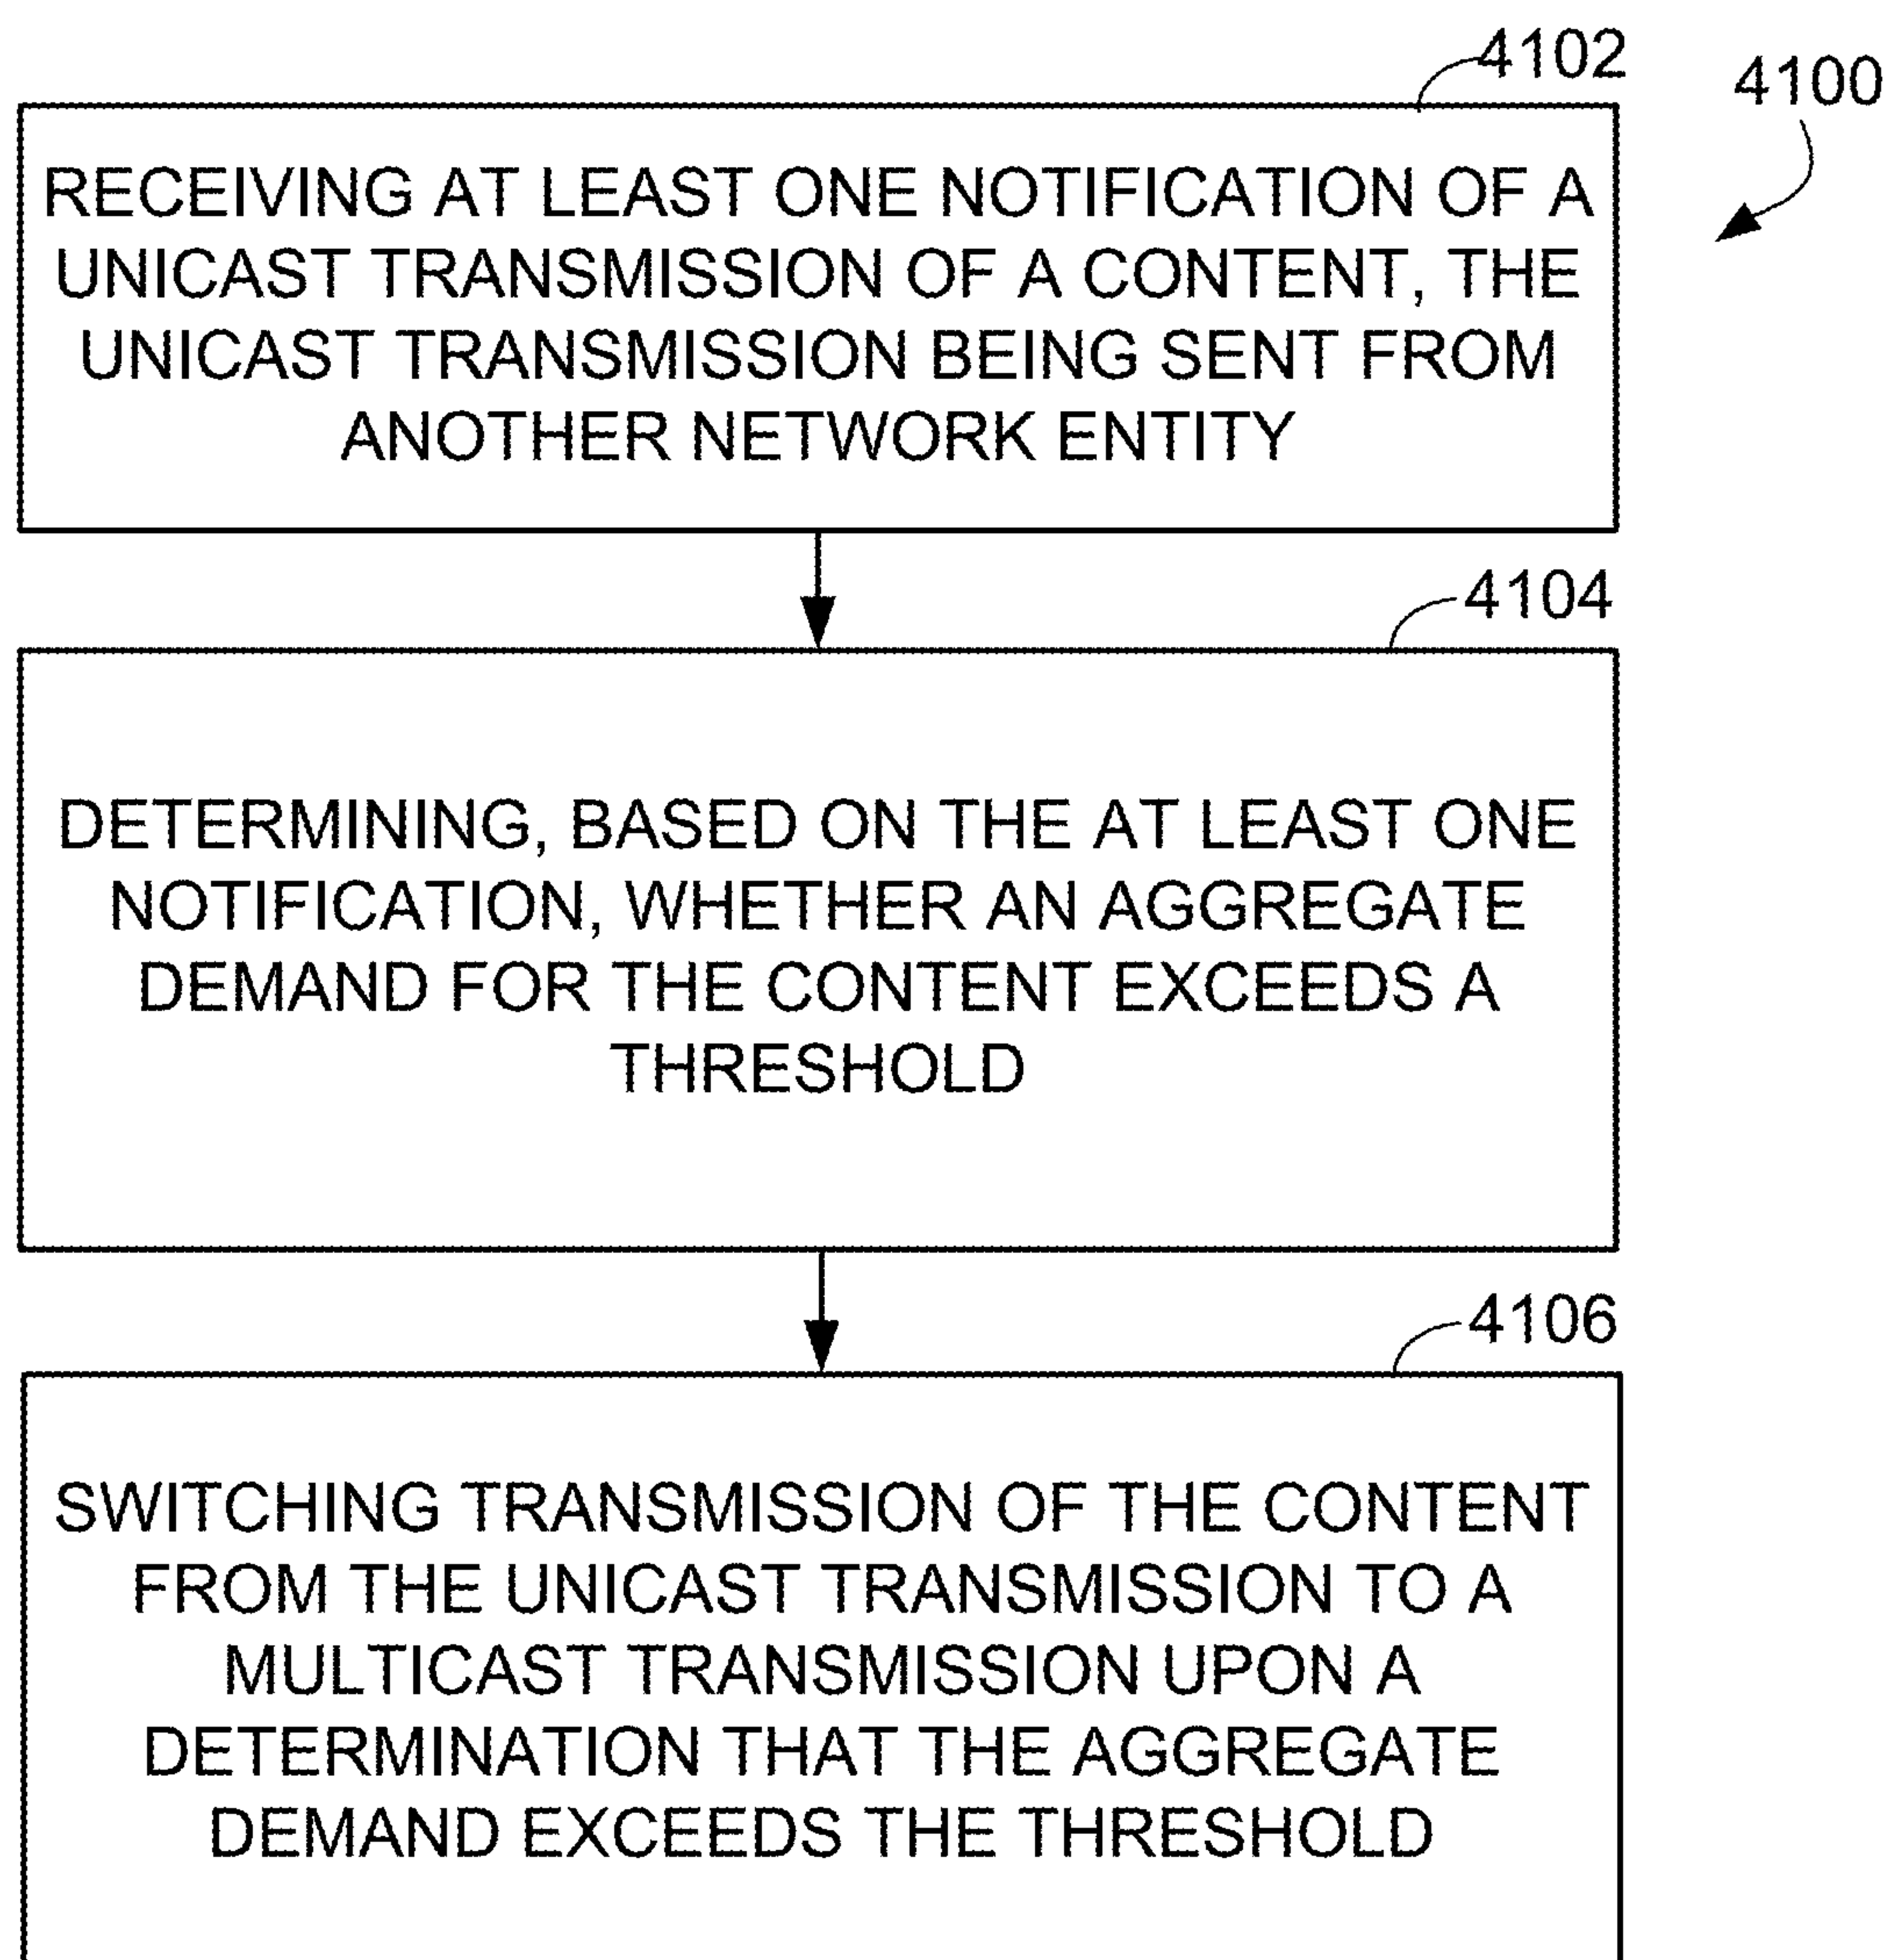 4102
4100
RECEIVING AT LEAST ONE NOTIFICATION OF A
UNICAST TRANSMISSION OF A CONTENT, THE
UNICAST TRANSMISSION BEING SENT FROM
ANOTHER NETWORK ENTITY
4104
DETERMINING, BASED ON THE AT LEAST ONE
NOTIFICATION, WHETHER AN AGGREGATE
DEMAND FOR THE CONTENT EXCEEDS A
THRESHOLD
4106
SWITCHING TRANSMISSION OF THE CONTENT
FROM THE UNICAST TRANSMISSION TO A
MULTICAST TRANSMISSION UPON A
DETERMINATION THAT THE AGGREGATE
DEMAND EXCEEDS THE THRESHOLD